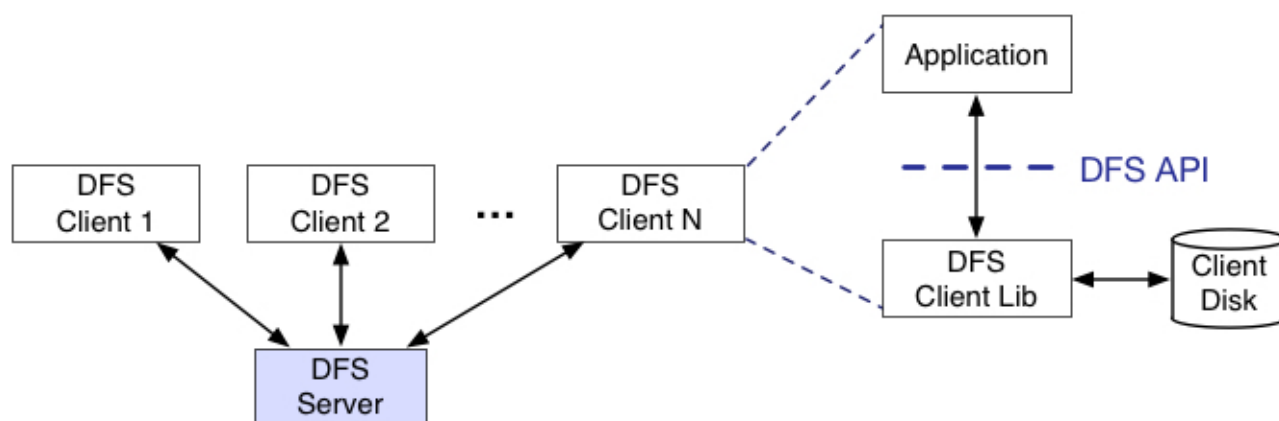 Application
DFS API
DFS
Client 1
DFS
Client 2
...
DFS
Client N
DFS
Client Lib
Client
Disk
DFS
Server